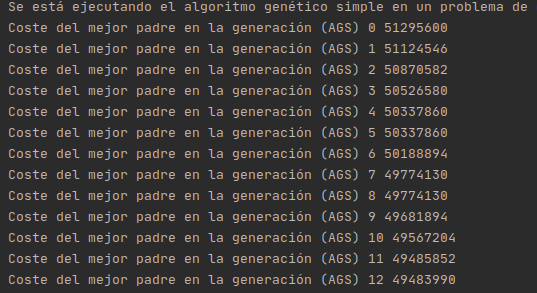 Se está ejecutando el algoritmo genético simple en un problema de
Coste del mejor padre en la generación (AGS) 0 51295600
Coste del mejor padre en la generación (AGS) 1 51124546
Coste del mejor padre en la generación (AGS) 2 50870582
Coste del mejor padre en la generación (AGS) 3 50526580
Coste del mejor padre en la generación (AGS) 4 50337860
Coste del mejor padre en la generación (AGS) 5 50337860
Coste del mejor padre en la generación (AGS) 6 50188894
Coste del mejor padre en la generación (AGS) 7 49774130
Coste del mejor padre en la generación (AGS) 8 49774130
Coste del mejor padre en la generación (AGS) 9 49681894
Coste del mejor padre en la generación (AGS) 10 49567204
Coste del mejor padre en la generación (AGS) 11 49485852
Coste del mejor padre en la generación (AGS) 12 49483990